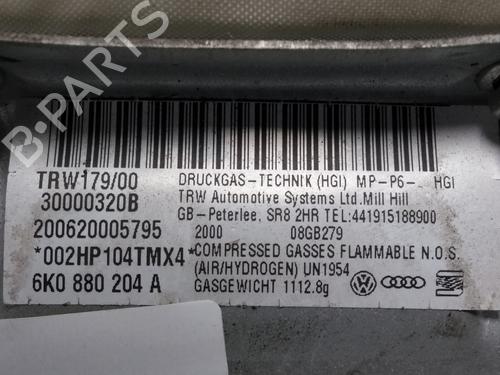 B-PARTS
TRW179/00
30000320B
200620005795
*002HP104TMX4*
6K0 880 204 A
DRUCKGAS-TECHNIK (HGI) MP-P6- HGI
TRW Automotive Systems Ltd.Mill Hill
GB-Peterlee, SR8 2HR TEL:441915188900
2000 08GB279
COMPRESSED GASSES FLAMMABLE N.O.S.
(AIR/HYDROGEN) UN1954
GASGEWICHT 1112.8g